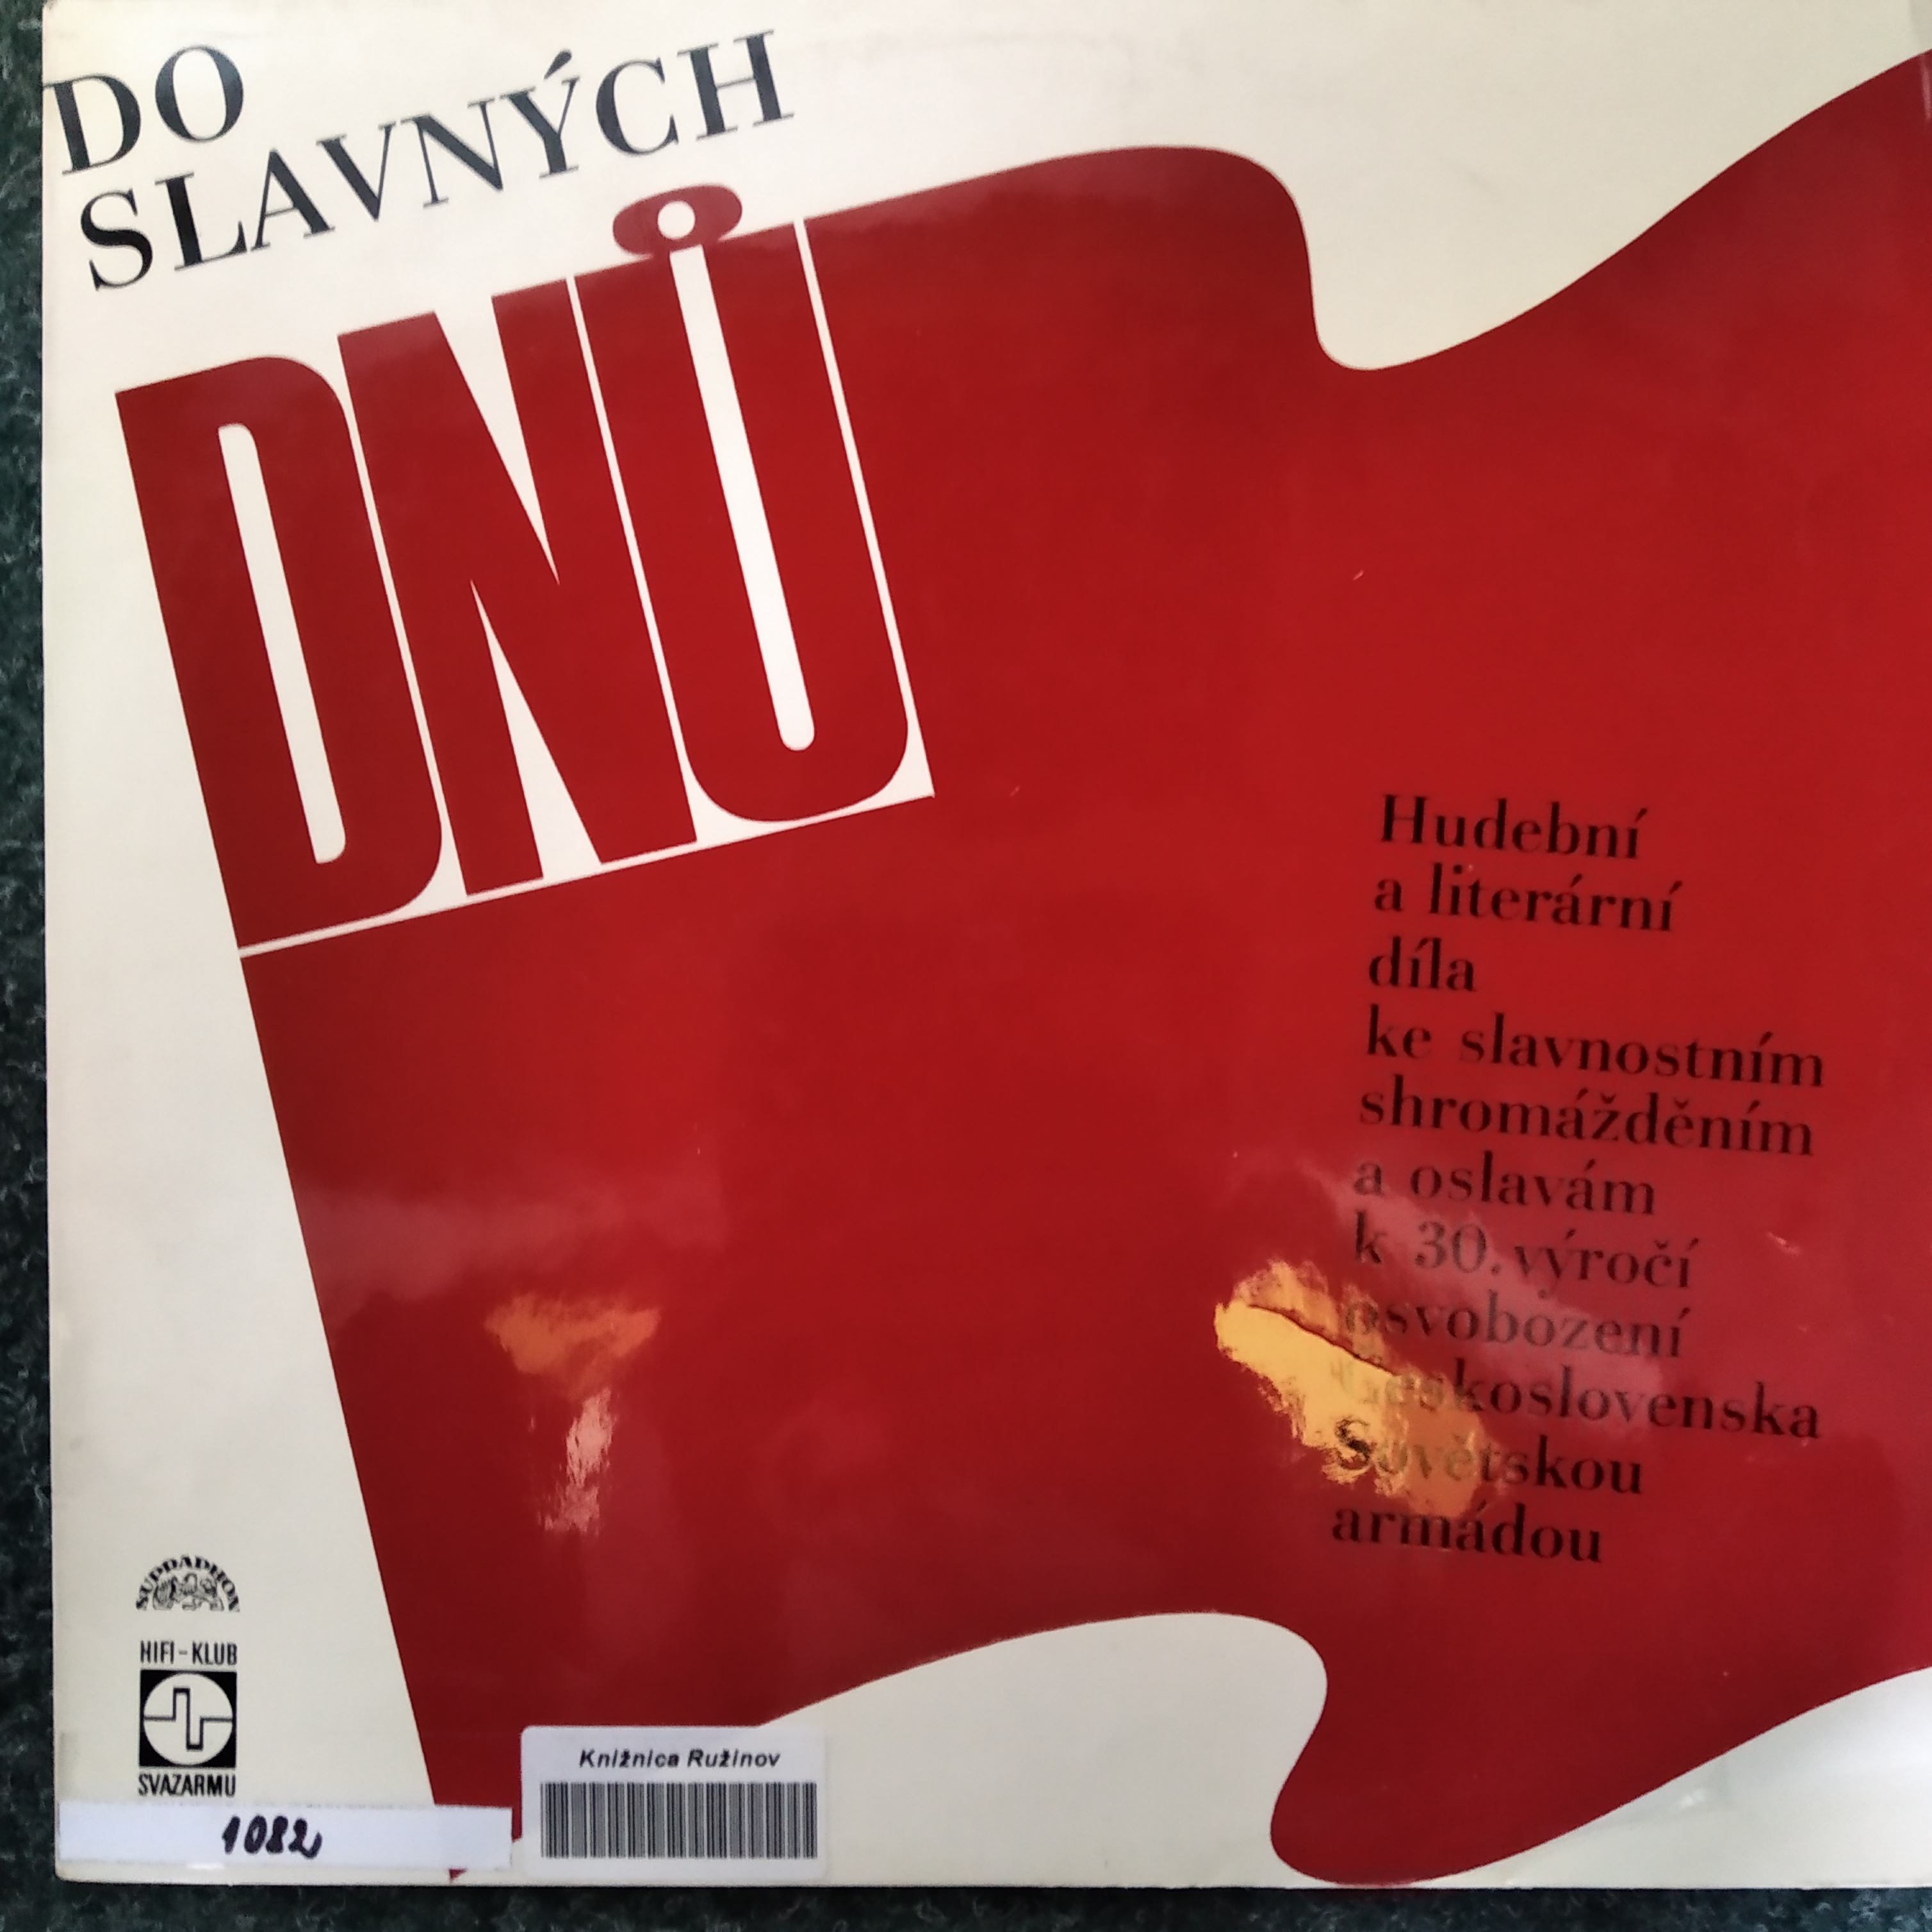 DO
SLAVNÝCH
DNŮ
Hudební
a literární
díla
ke slavnostním
shromážděním
a oslavám
k 30. výročí
osvobození
Československa
Sovětskou
armádou
SUPRAPHON
HIFI-KLUB
SVAZARMU
1082
Knižnica Ružinov